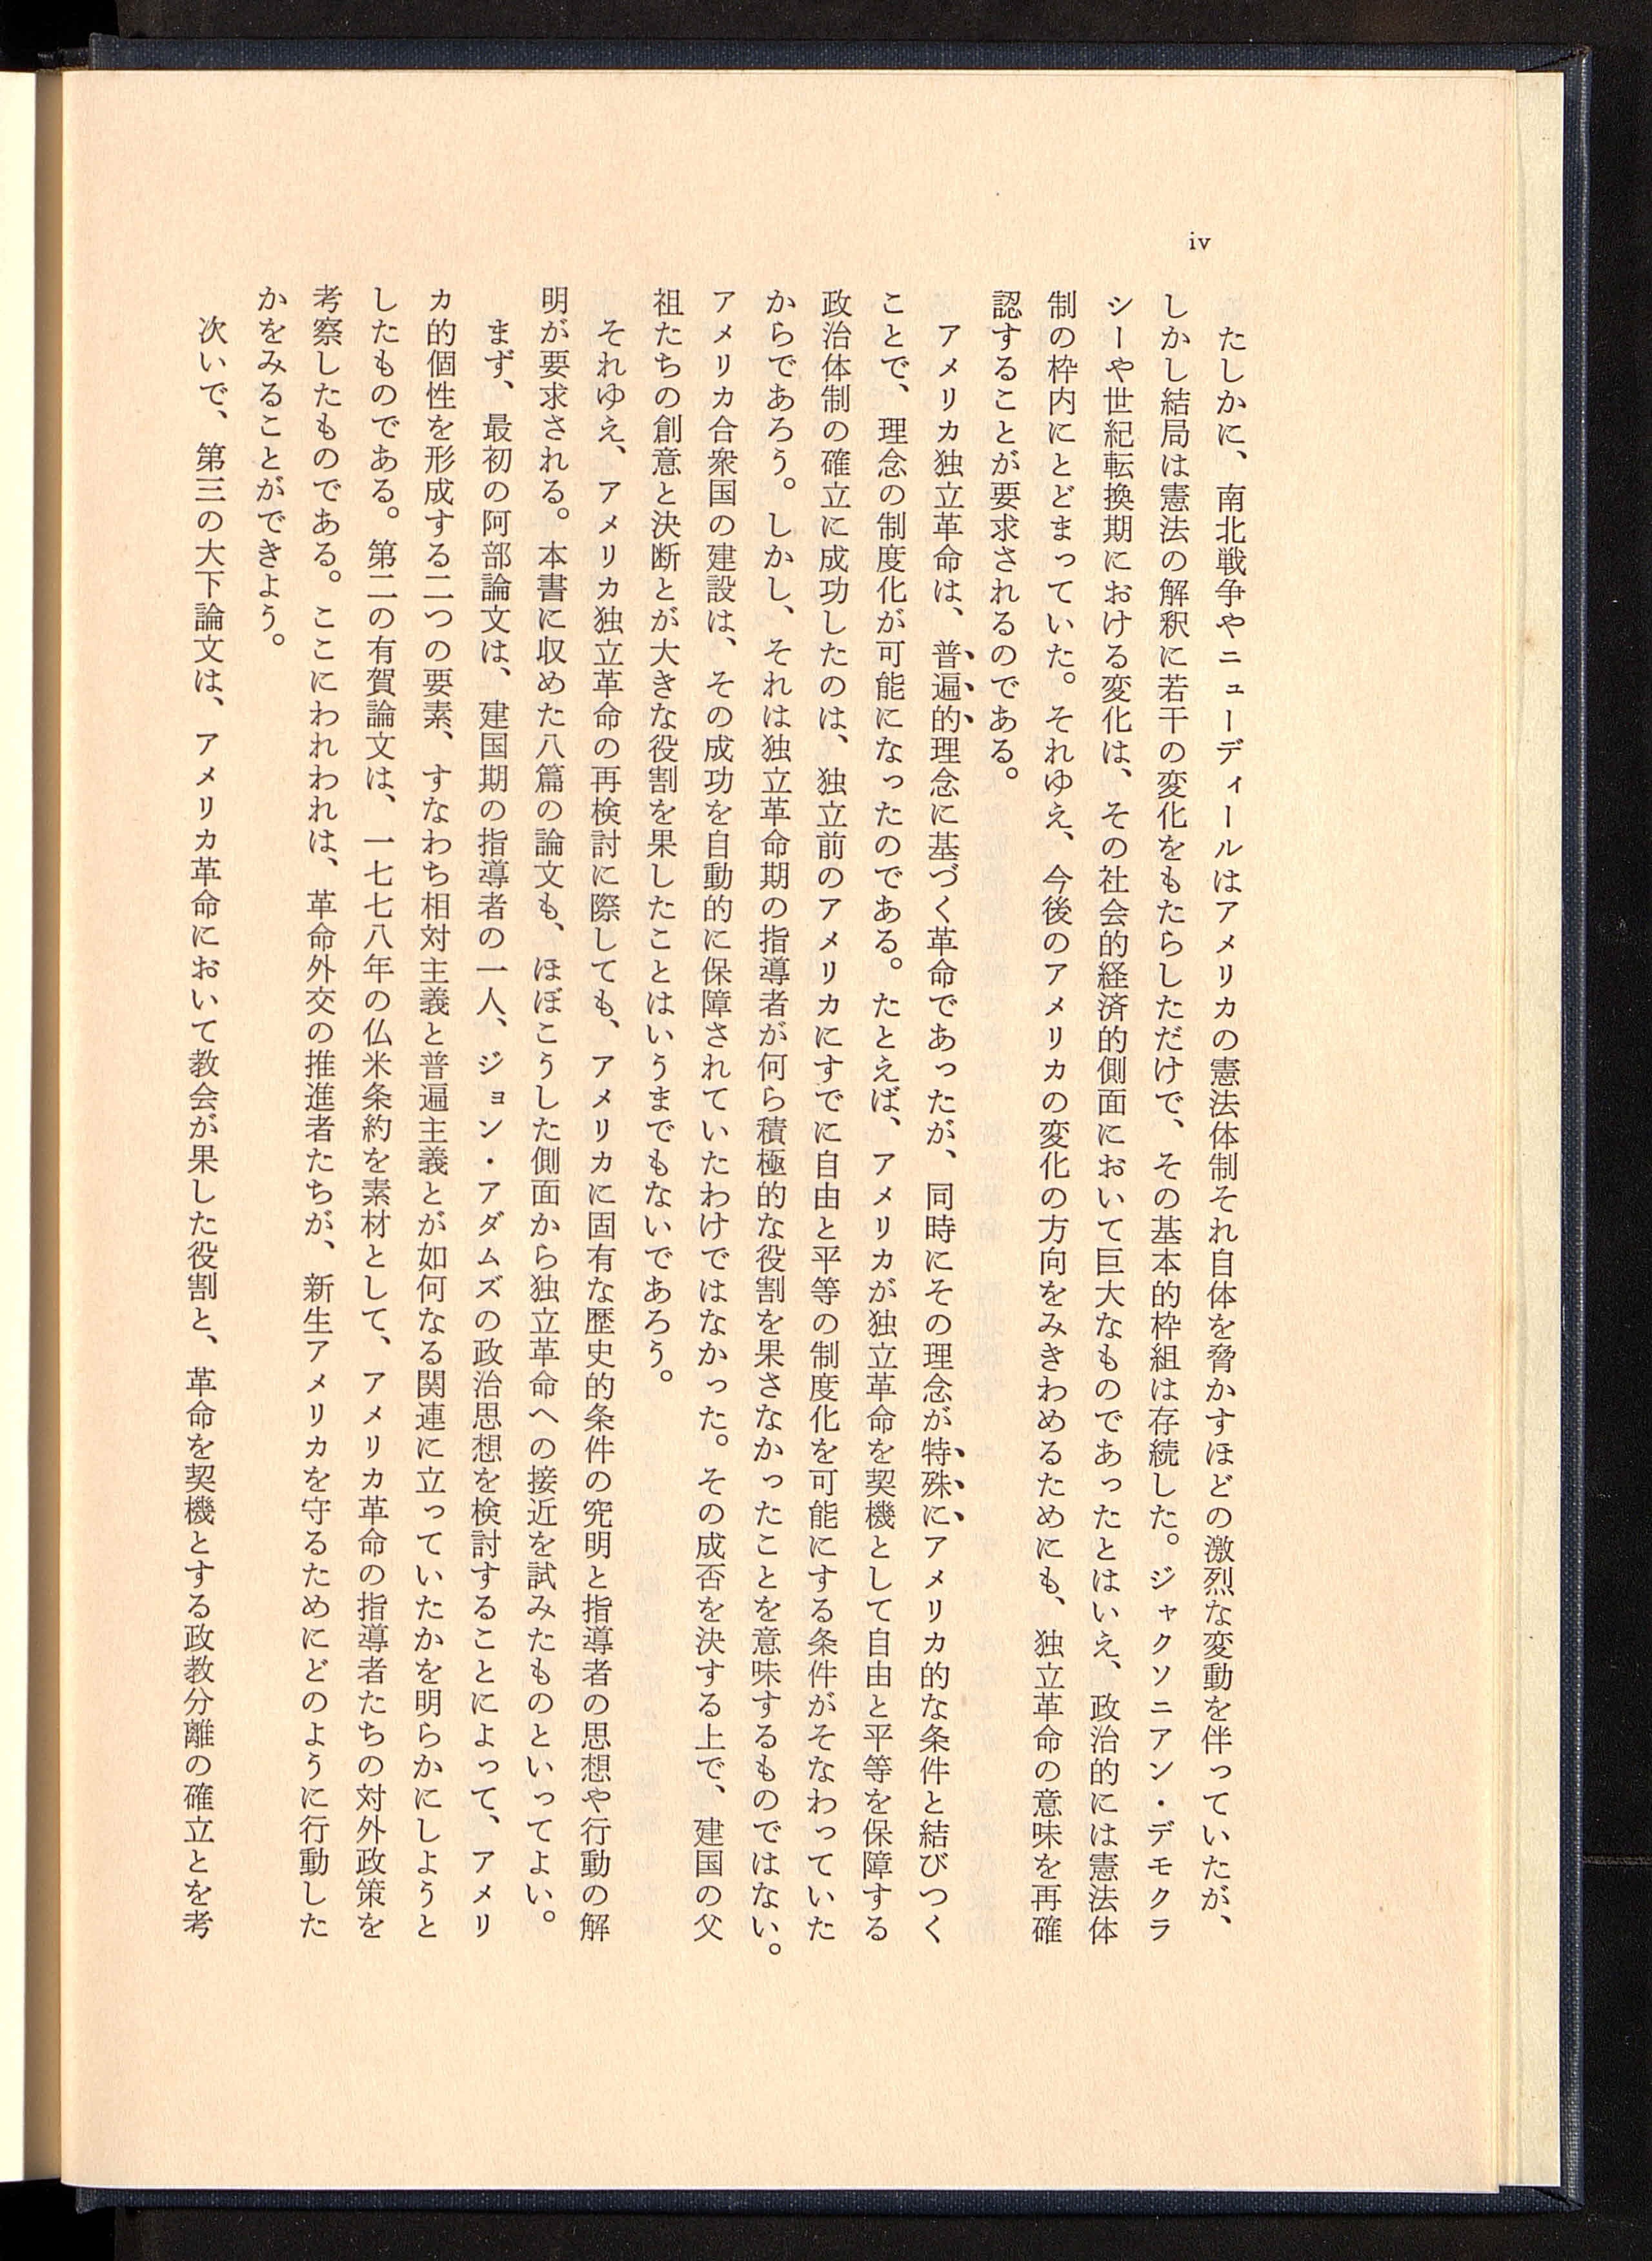 iv
たしかに、南北戦争やニューディールはアメリカの憲法体制それ自体を脅かすほどの激烈な変動を伴っていたが、
しかし結局は憲法の解釈に若干の変化をもたらしただけで、その基本的枠組は存続した。ジャクソニアン・デモクラ
シーや世紀転換期における変化は、その社会的経済的側面において巨大なものであったとはいえ、政治的には憲法体
制の枠内にとどまっていた。それゆえ、今後のアメリカの変化の方向をみきわめるためにも、独立革命の意味を再確
認することが要求されるのである。
アメリカ独立革命は、普遍的理念に基づく革命であったが、同時にその理念が特殊にアメリカ的な条件と結びつく
ことで、理念の制度化が可能になったのである。たとえば、アメリカが独立革命を契機として自由と平等を保障する
政治体制の確立に成功したのは、独立前のアメリカにすでに自由と平等の制度化を可能にする条件がそなわっていた
からであろう。しかし、それは独立革命期の指導者が何ら積極的な役割を果さなかったことを意味するものではない。
アメリカ合衆国の建設は、その成功を自動的に保障されていたわけではなかった。その成否を決する上で、建国の父
祖たちの創意と決断とが大きな役割を果したことはいうまでもないであろう。
それゆえ、アメリカ独立革命の再検討に際しても、アメリカに固有な歴史的条件の究明と指導者の思想や行動の解
明が要求される。本書に収めた八篇の論文も、ほぼこうした側面から独立革命への接近を試みたものといってよい。
まず、最初の阿部論文は、建国期の指導者の一人、ジョン・アダムズの政治思想を検討することによって、アメリ
カ的個性を形成する二つの要素、すなわち相対主義と普遍主義とが如何なる関連に立っていたかを明らかにしようと
したものである。第二の有賀論文は、一七七八年の仏米条約を素材として、アメリカ革命の指導者たちの対外政策を
考察したものである。ここにわれわれは、革命外交の推進者たちが、新生アメリカを守るためにどのように行動した
かをみることができよう。
次いで、第三の大下論文は、アメリカ革命において教会が果した役割と、革命を契機とする政教分離の確立とを考